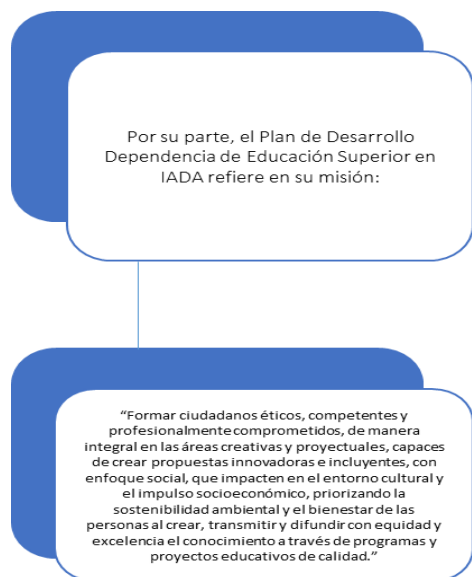 Por su parte, el Plan de Desarrollo
Dependencia de Educación Superior en
IADA refiere en su misión:
“Formar ciudadanos éticos, competentes y
profesionalmente comprometidos, de manera
integral en las áreas creativas y proyectuales, capaces
de crear propuestas innovadoras e incluyentes, con
enfoque social, que impacten en el entorno cultural y
el impulso socioeconómico, priorizando la
sostenibilidad ambiental y el bienestar de las
personas al crear, transmitir y difundir con equidad y
excelencia el conocimiento a través de programas y
proyectos educativos de calidad.”